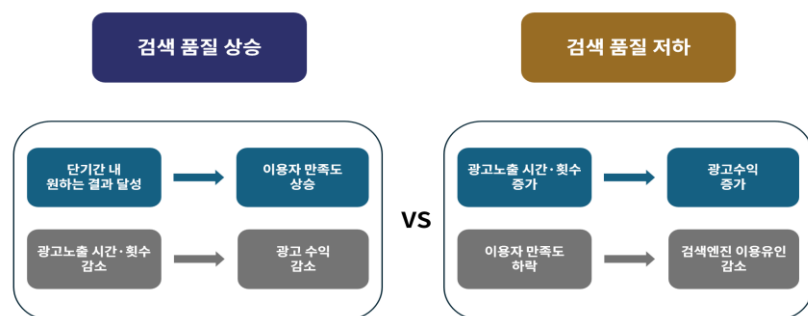 검색 품질 상승
단기간 내
원하는 결과 달성
이용자 만족도
상승
광고노출 시간·횟수
감소
광고 수익
감소
VS
검색 품질 저하
광고노출 시간·횟수
증가
광고수익
증가
이용자 만족도
하락
검색엔진 이용유인
감소